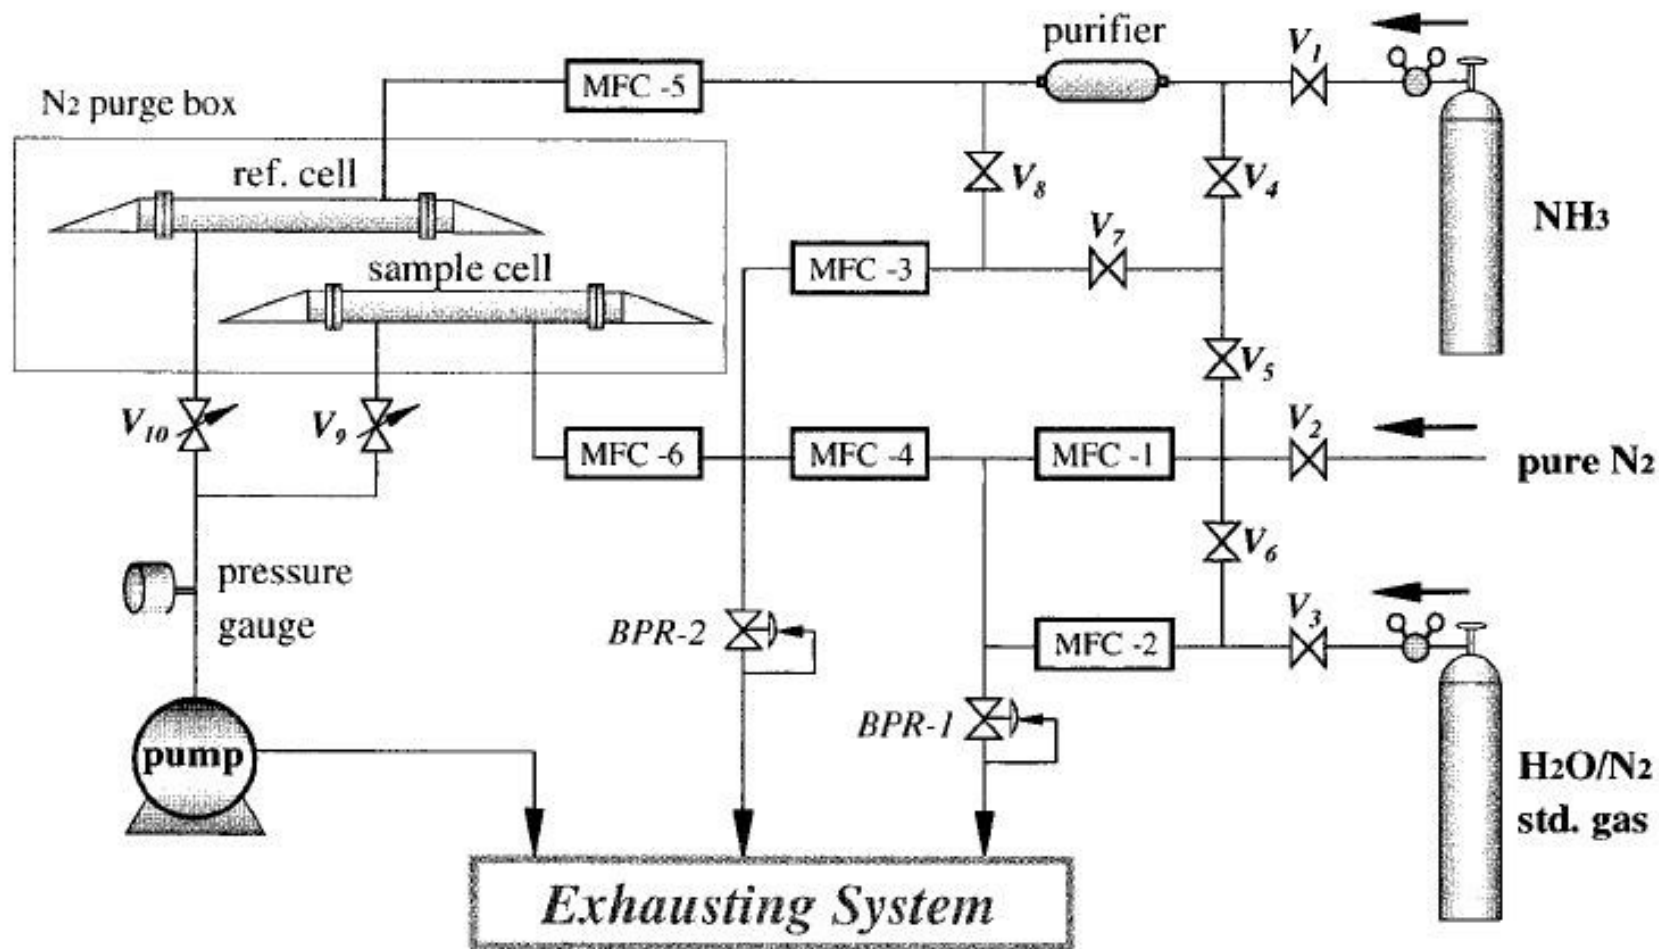 purifier
V1
MFC -5
N2 purge box
ref. cell
V8
V4
NH3
V7
sample cell
MFC -3
V5
V10
V9
V2
MFC -6
MFC -4
MFC -1
pure N2
V6
pressure
gauge
V3
BPR-2
MFC -2
BPR-1
pump
H2O/N2
std. gas
Exhausting System